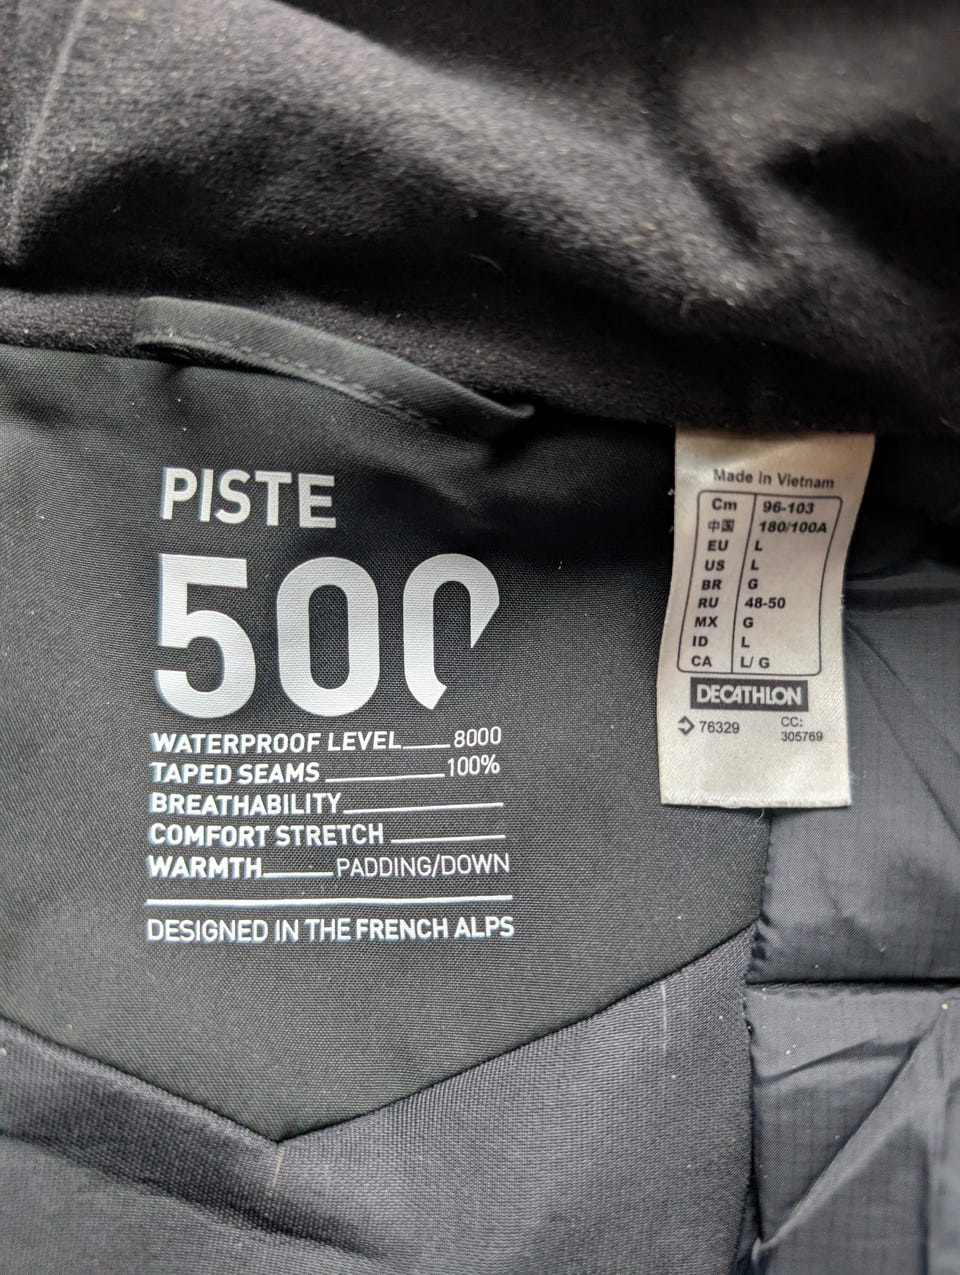 PISTE
500
WATERPROOF LEVEL 8000
TAPED SEAMS 100%
BREATHABILITY
COMFORT STRETCH
WARMTH PADDING/DOWN
DESIGNED IN THE FRENCH ALPS
Made in Vietnam
Cm 96-103
中国 180/100A
EU L
US L
BR G
RU 48-50
MX G
ID L
CA L/ G
DECATHLON
76329 CC:
305769